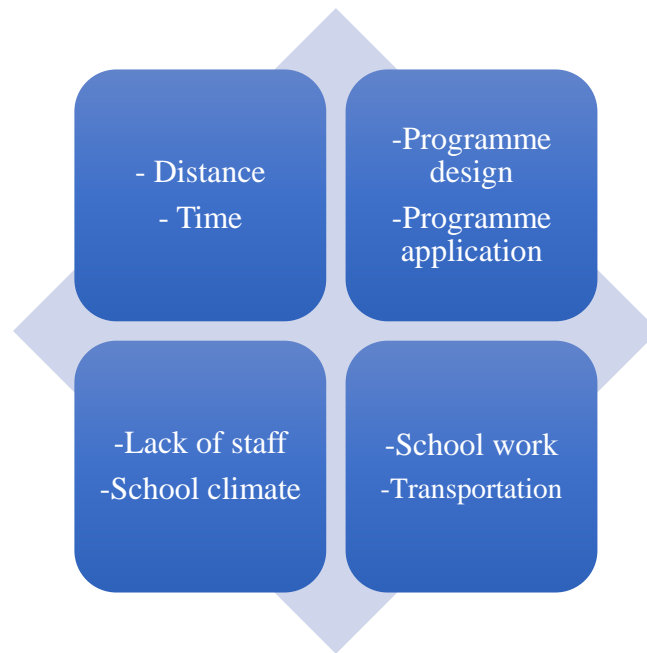 - Distance
- Time
-Programme
design
-Programme
application
-Lack of staff
-School climate
-School work
-Transportation